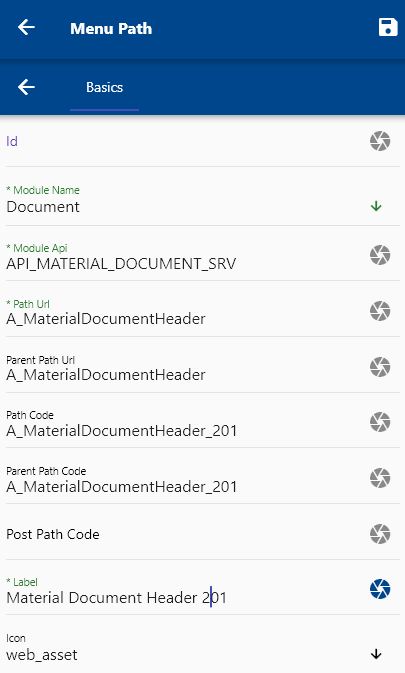 Menu Path
Basics
Id
* Module Name
Document
* Module Api
API_MATERIAL_DOCUMENT_SRV
* Path Url
A_MaterialDocumentHeader
Parent Path Url
A_MaterialDocumentHeader
Path Code
A_MaterialDocumentHeader_201
Parent Path Code
A_MaterialDocumentHeader_201
Post Path Code
* Label
Material Document Header 201
Icon
web_asset